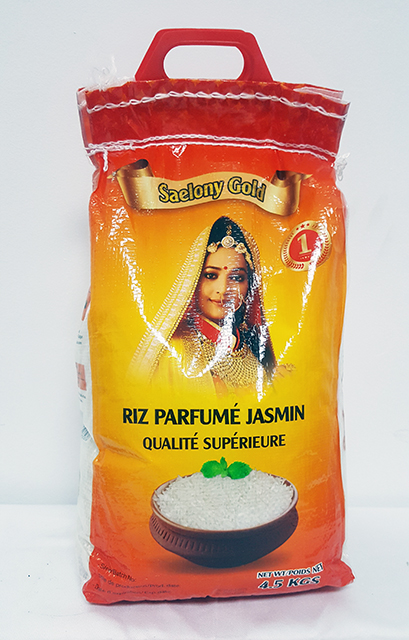 Saelony Gold
1
RIZ PARFUMÉ JASMIN
QUALITÉ SUPÉRIEURE
NET WT/POIDS NET
4.5 KGS